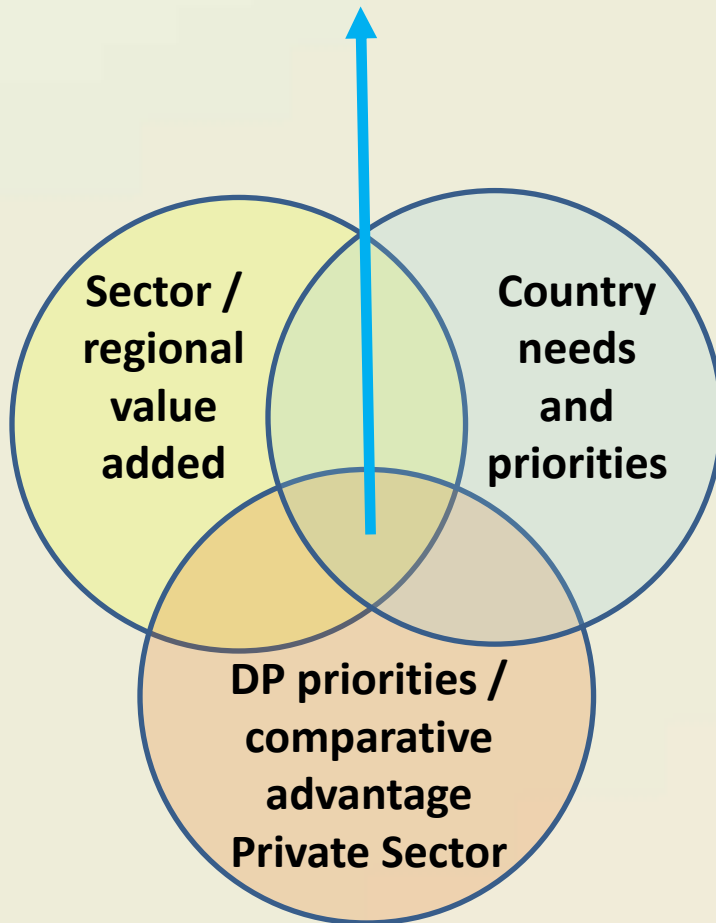 Sector /
regional
value
added
Country
needs
and
priorities
DP priorities /
comparative
advantage
Private Sector